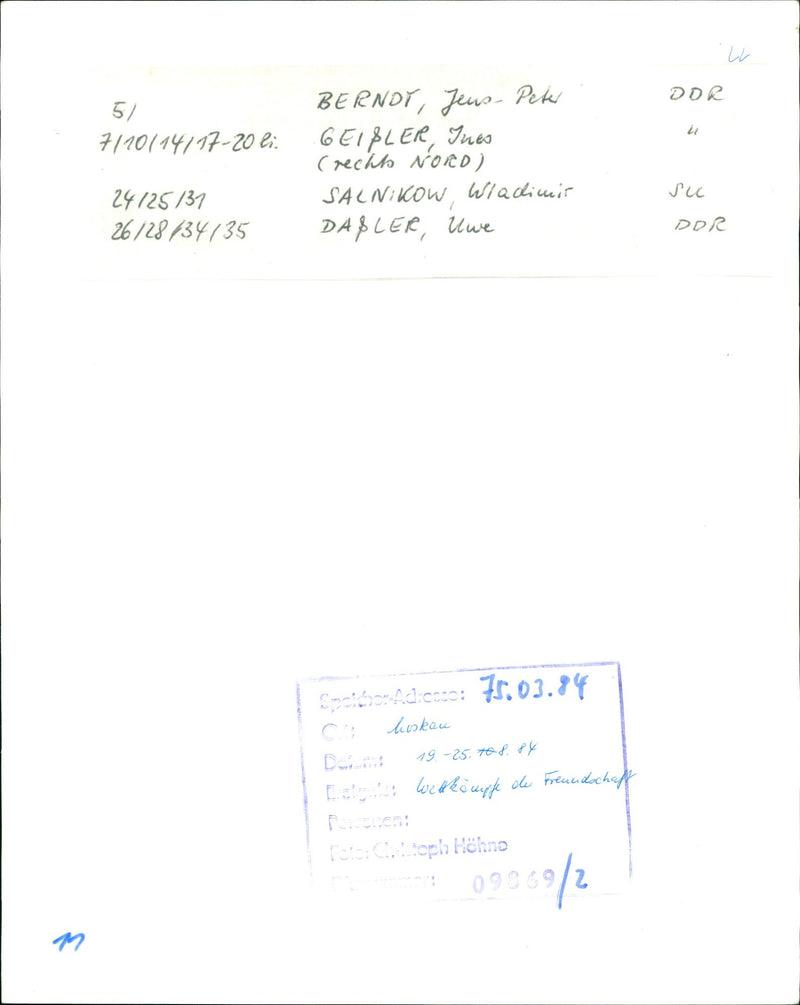 5/ BERNDT, Jens-Peter DDR
7/10/14/17-20 li. GEIßLER, Ines "
(rechts NORD)
24/25/31 SALNIKOW, Wladimir SU
26/28/34/35 DAßLER, Uwe DDR
Speicher-Adresse: 75.03.84
Ort: Moskau
Datum: 19.-25. 8. 84
Ereignis: Wettkämpfe der Freundschaft
Personen:
Foto: Christoph Höhne
09869/2
11